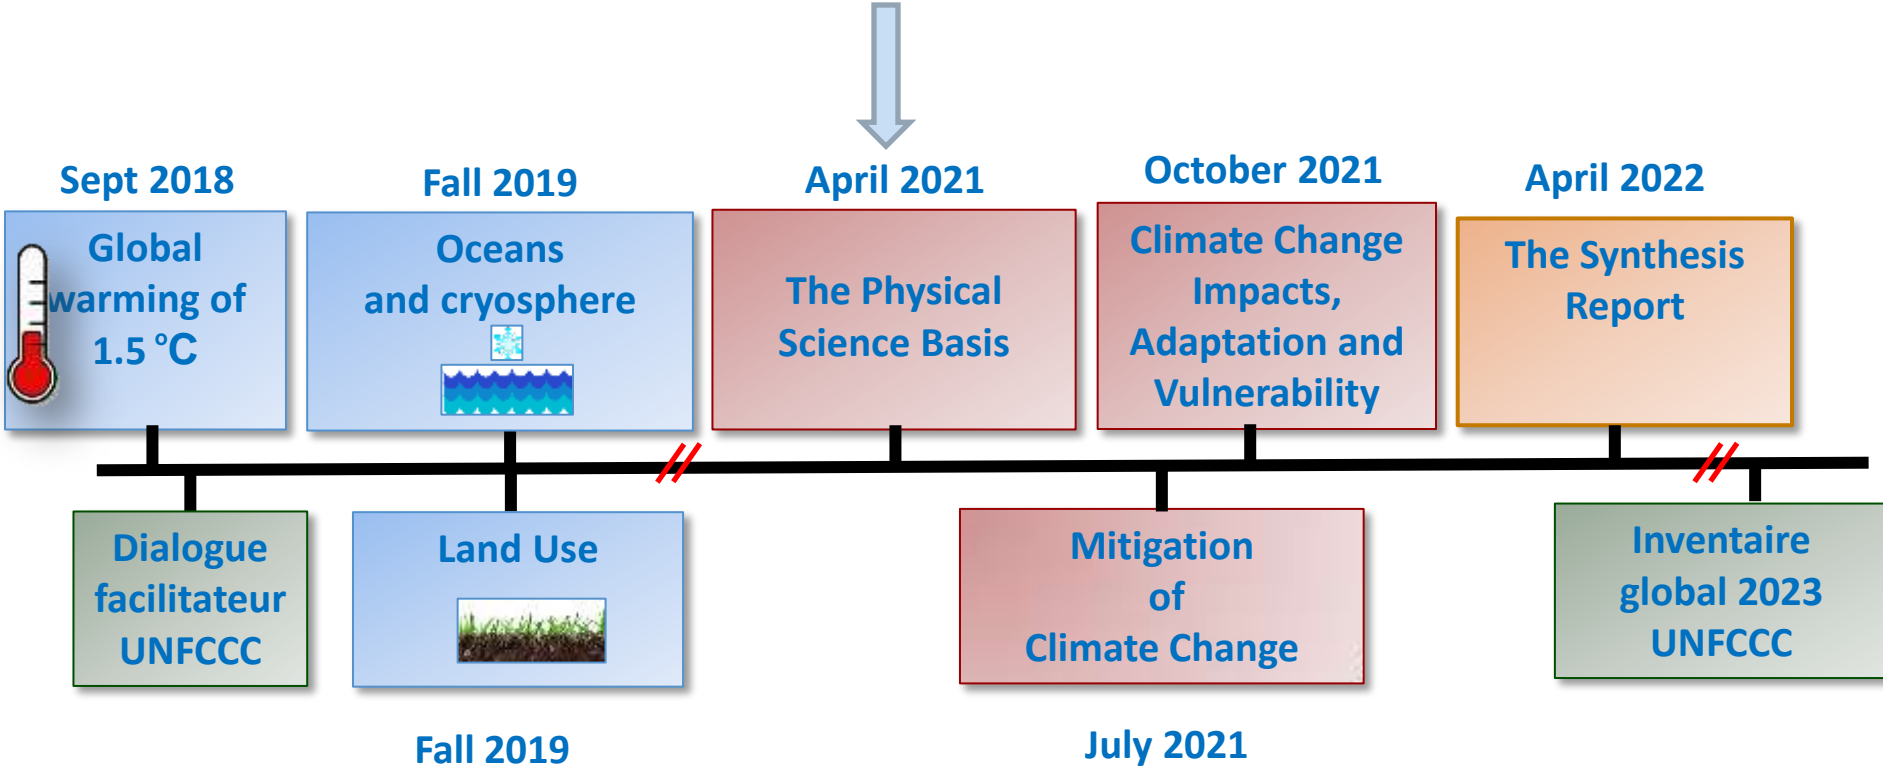 Sept 2018
Global
warming of
1.5 °C
Fall 2019
Oceans
and cryosphere
April 2021
The Physical
Science Basis
October 2021
Climate Change
Impacts,
Adaptation and
Vulnerability
April 2022
The Synthesis
Report
Dialogue
facilitateur
UNFCCC
Land Use
Fall 2019
Mitigation
of
Climate Change
July 2021
Inventaire
global 2023
UNFCCC